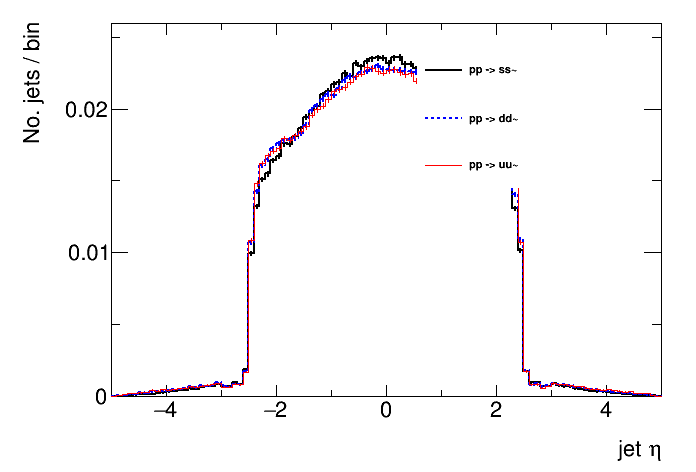 No. jets / bin
pp -> ss~
0.02
pp -> dd~
pp -> uu~
0.01
0
−4 −2 0 2 4
jet η